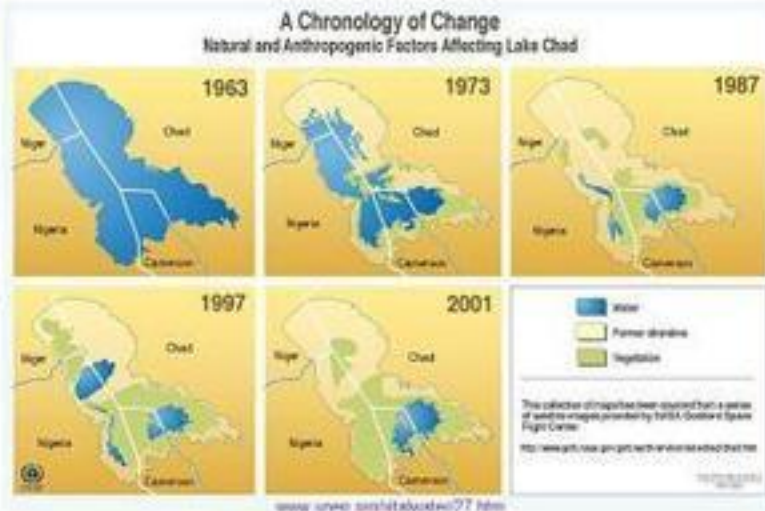 A Chronology of Change
Natural and Anthropogenic Factors Affecting Lake Chad
1963
Chad
Niger
Nigeria
Cameroon
1973
Chad
Niger
Nigeria
Cameroon
1987
Chad
Niger
Nigeria
Cameroon
1997
Chad
Niger
Nigeria
Cameroon
2001
Chad
Niger
Nigeria
Cameroon
Water
Former shoreline
Vegetation
This collection of maps has been sourced from a series
of satellite images provided by NASA Goddard Space
Flight Center: